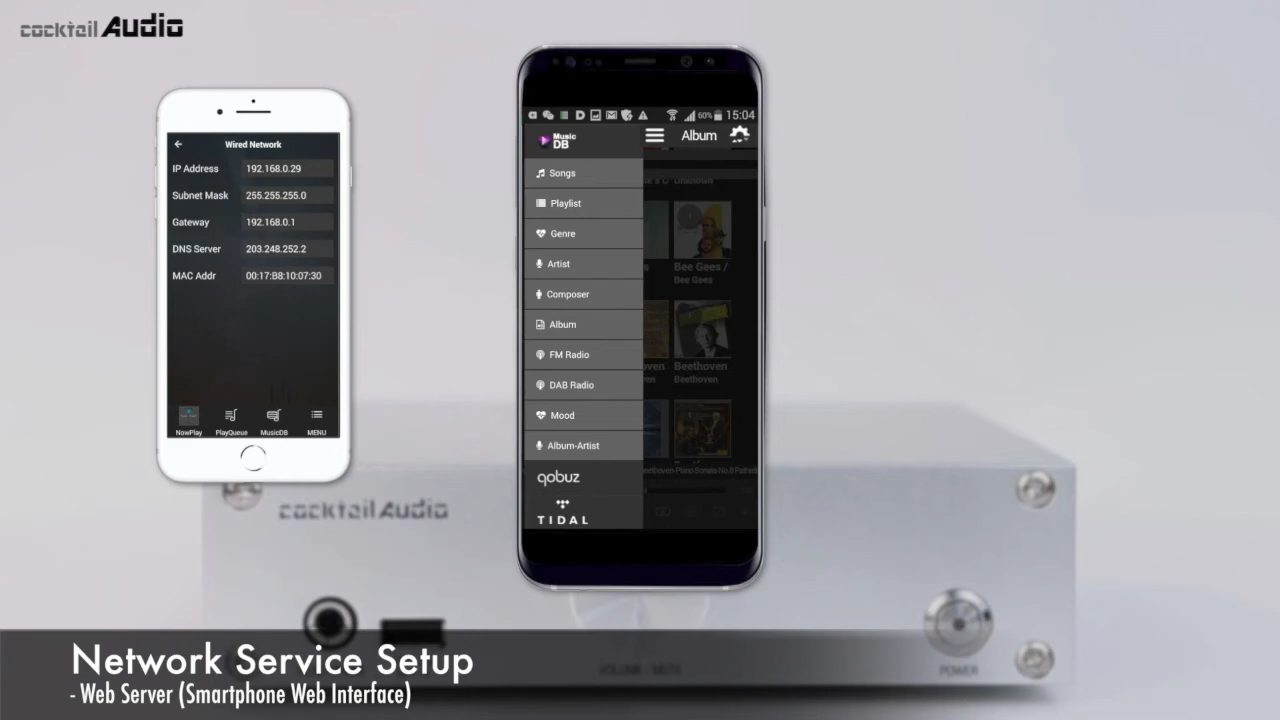 cocktail Audio
Wired Network
IP Address 192.168.0.29
Subnet Mask 255.255.255.0
Gateway 192.168.0.1
DNS Server 203.248.252.2
MAC Addr 00:17:B8:10:07:30
NowPlay PlayQueue MusicDB MENU
60% 15:04
Music DB
Album
Songs
Playlist
Genre
Artist
Composer
Album
FM Radio
DAB Radio
Mood
Album-Artist
qobuz
TIDAL
Unknown
Bee Gees /
Bee Gees
Beethoven
Beethoven
cocktail Audio
VOLUME / MUTE
POWER
Network Service Setup
- Web Server (Smartphone Web Interface)